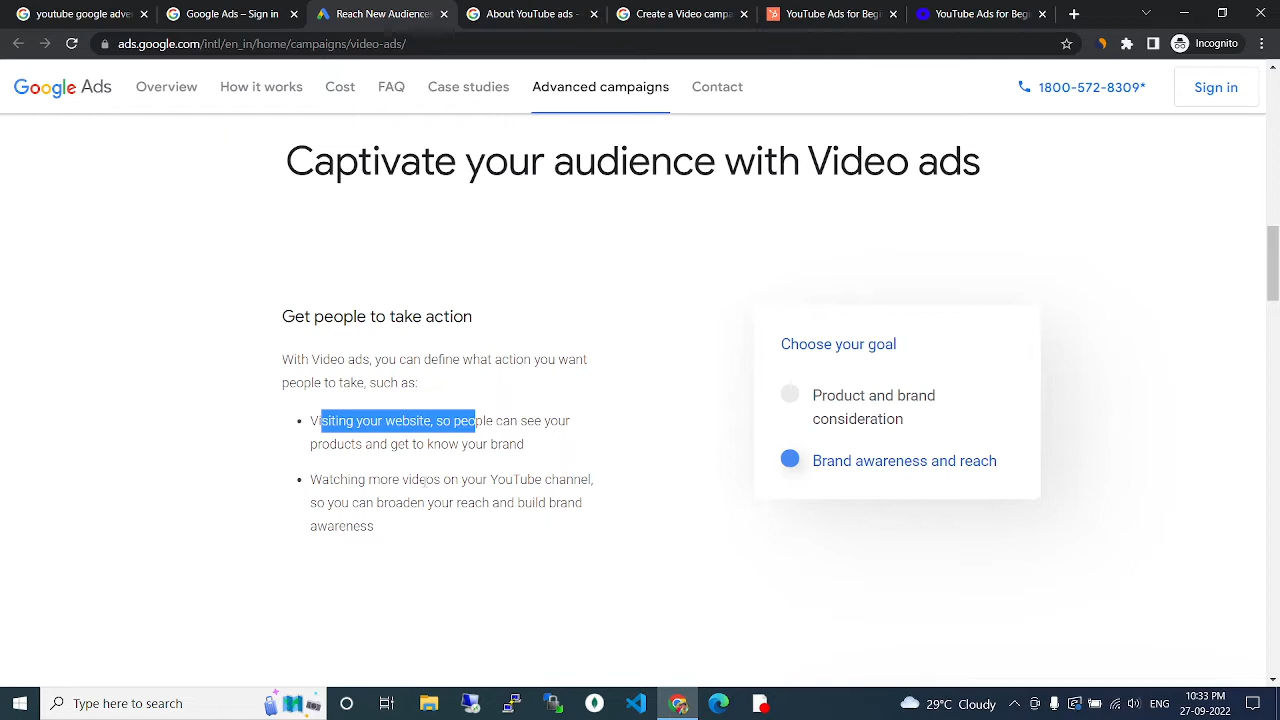 youtube google adwo
Google Ads – Sign in
Reach New Audiences
About YouTube ads -
Create a Video campa
YouTube Ads for Beg
YouTube Ads for Begi
ads.google.com/intl/en_in/home/campaigns/video-ads/
Incognito
Google Ads
Overview
How it works
Cost
FAQ
Case studies
Advanced campaigns
Contact
1800-572-8309*
Sign in
Captivate your audience with Video ads
Get people to take action
With Video ads, you can define what action you want
people to take, such as:
• Visiting your website, so people can see your
products and get to know your brand
• Watching more videos on your YouTube channel,
so you can broaden your reach and build brand
awareness
Choose your goal
Product and brand
consideration
Brand awareness and reach
Type here to search
29°C Cloudy
ENG
10:33 PM
27-09-2022